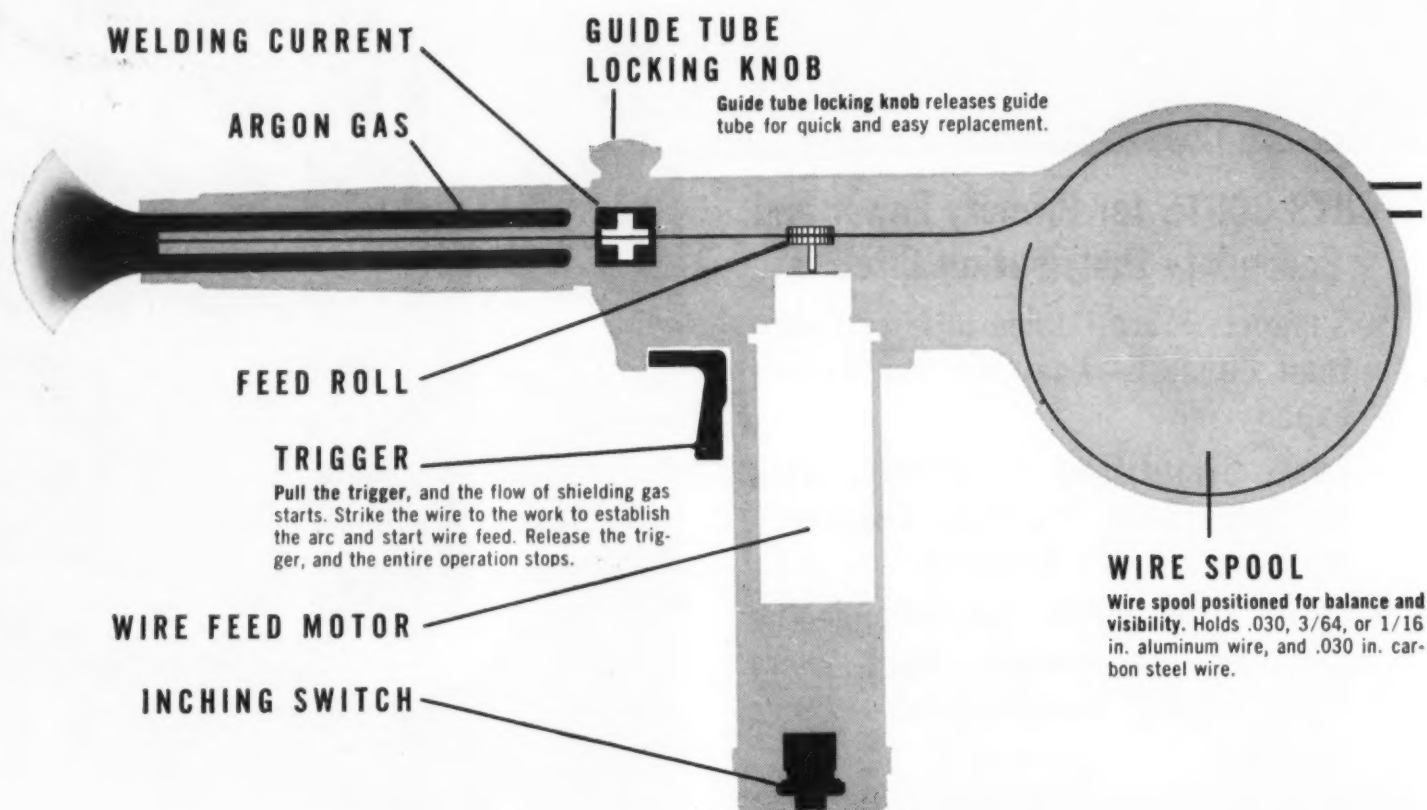 WELDING CURRENT
GUIDE TUBE
LOCKING KNOB
Guide tube locking knob releases guide
tube for quick and easy replacement.
ARGON GAS
FEED ROLL
TRIGGER
Pull the trigger, and the flow of shielding gas
starts. Strike the wire to the work to establish
the arc and start wire feed. Release the trig-
ger, and the entire operation stops.
WIRE SPOOL
Wire spool positioned for balance and
visibility. Holds .030, 3/64, or 1/16
in. aluminum wire, and .030 in. car-
bon steel wire.
WIRE FEED MOTOR
INCHING SWITCH